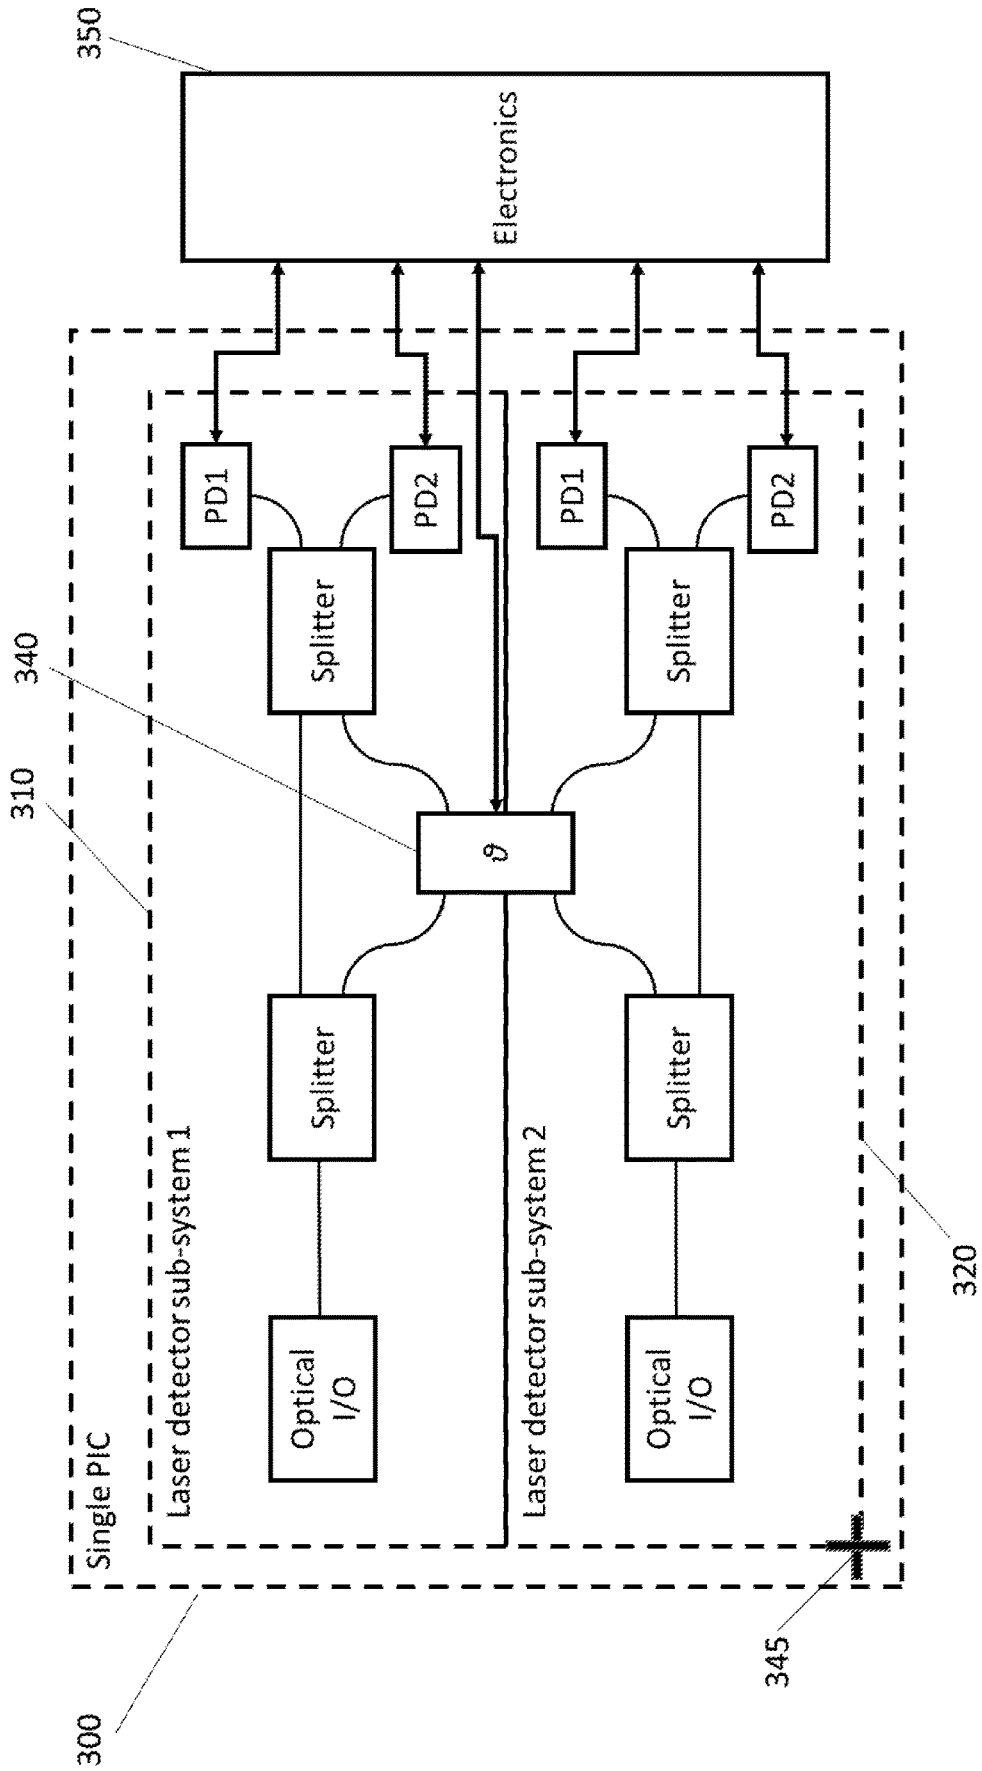 300
Single PIC
310
340
350
Laser detector sub-system 1
Optical
I/O
Splitter
Splitter
PD1
PD2
ϑ
Electronics
Laser detector sub-system 2
Optical
I/O
Splitter
Splitter
PD1
PD2
345
320